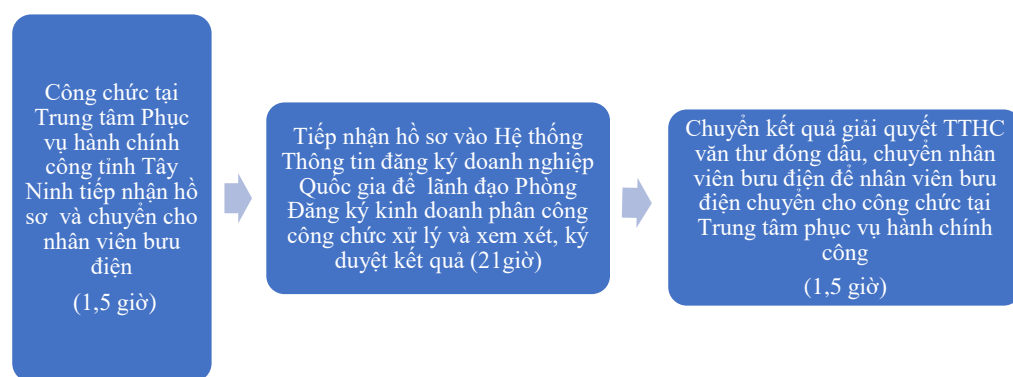 Công chức tại
Trung tâm Phục
vụ hành chính
công tỉnh Tây
Ninh tiếp nhận hồ
sơ và chuyển cho
nhân viên bưu
điện
(1,5 giờ)
Tiếp nhận hồ sơ vào Hệ thống
Thông tin đăng ký doanh nghiệp
Quốc gia để lãnh đạo Phòng
Đăng ký kinh doanh phân công
công chức xử lý và xem xét, ký
duyệt kết quả (21giờ)
Chuyển kết quả giải quyết TTHC
văn thư đóng dấu, chuyển nhân
viên bưu điện để nhân viên bưu
điện chuyển cho công chức tại
Trung tâm phục vụ hành chính
công
(1,5 giờ)